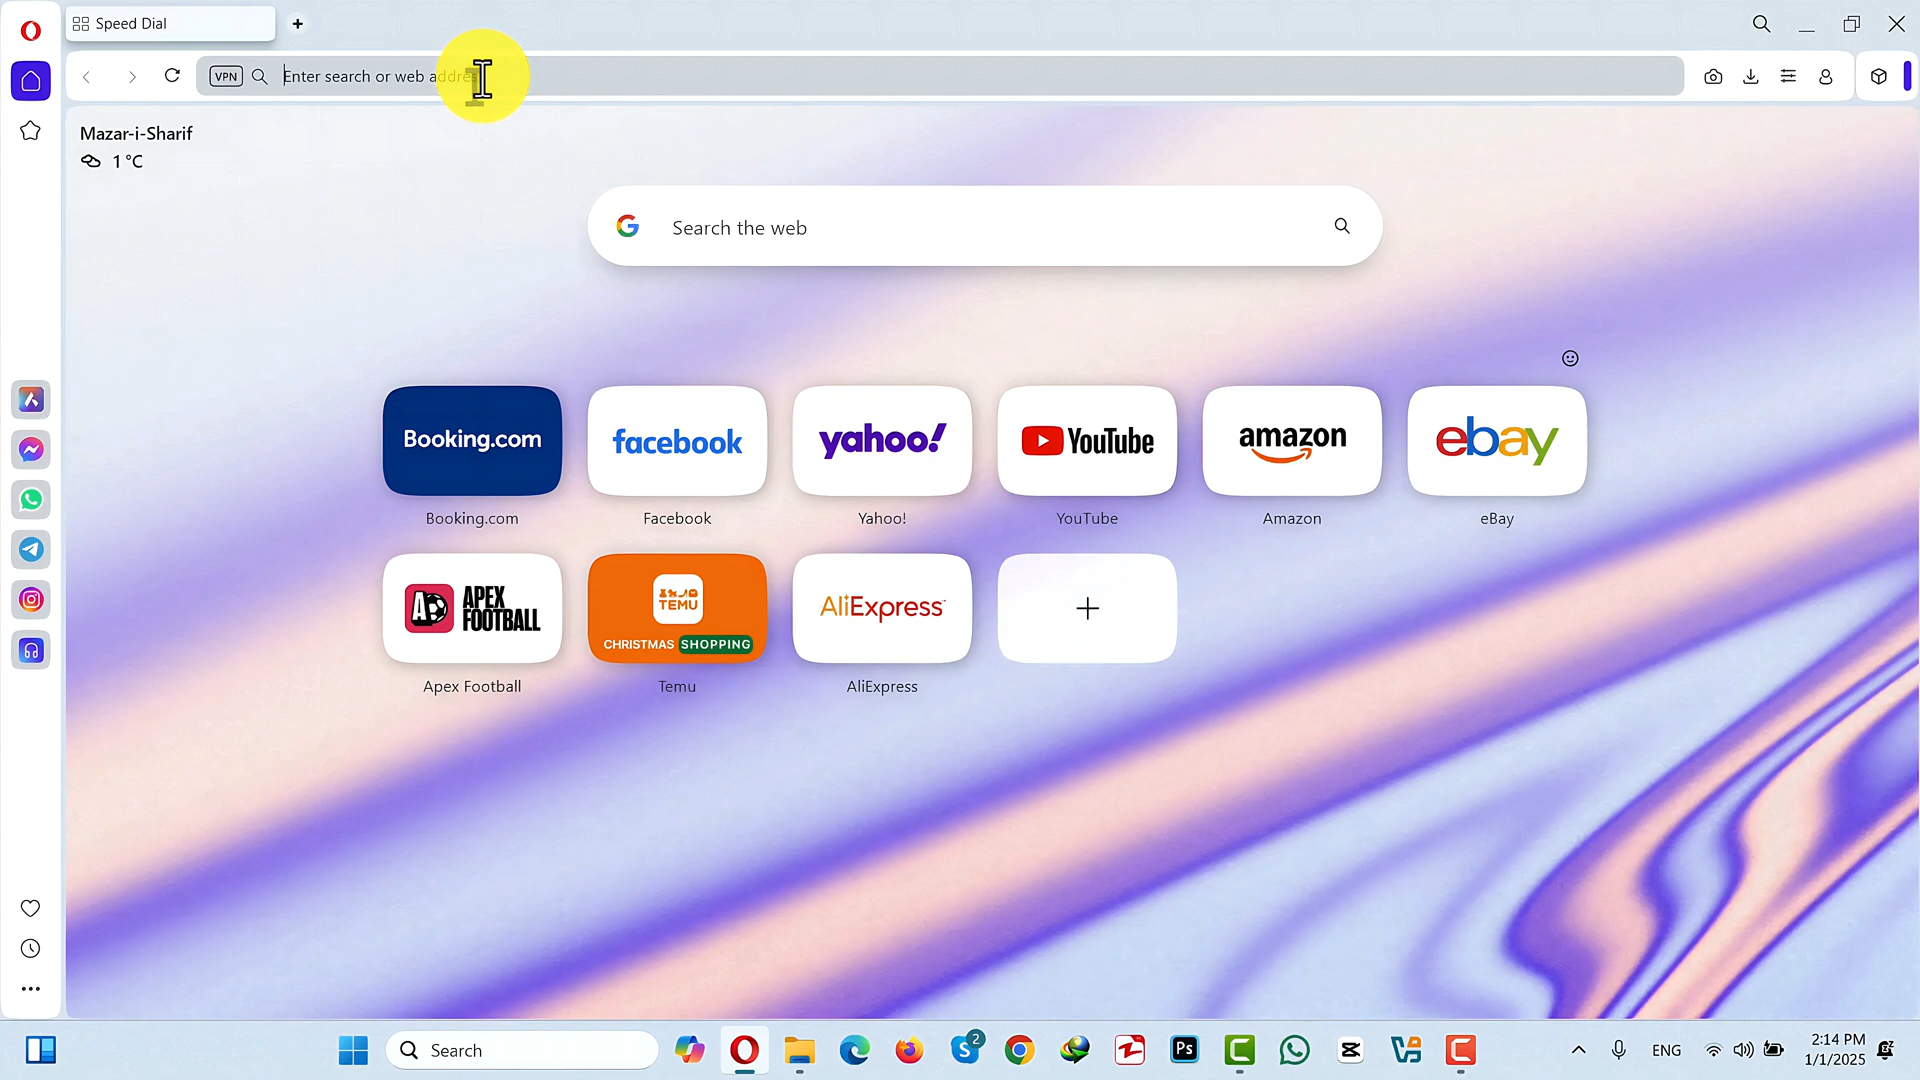 Speed Dial
VPN
Enter search or web addres
Mazar-i-Sharif
1 °C
Search the web
Booking.com
facebook
yahoo!
YouTube
amazon
ebay
Booking.com
Facebook
Yahoo!
YouTube
Amazon
eBay
APEX
FOOTBALL
TEMU
CHRISTMAS SHOPPING
AliExpress
Apex Football
Temu
AliExpress
Search
2
Ps
ENG
2:14 PM
1/1/2025